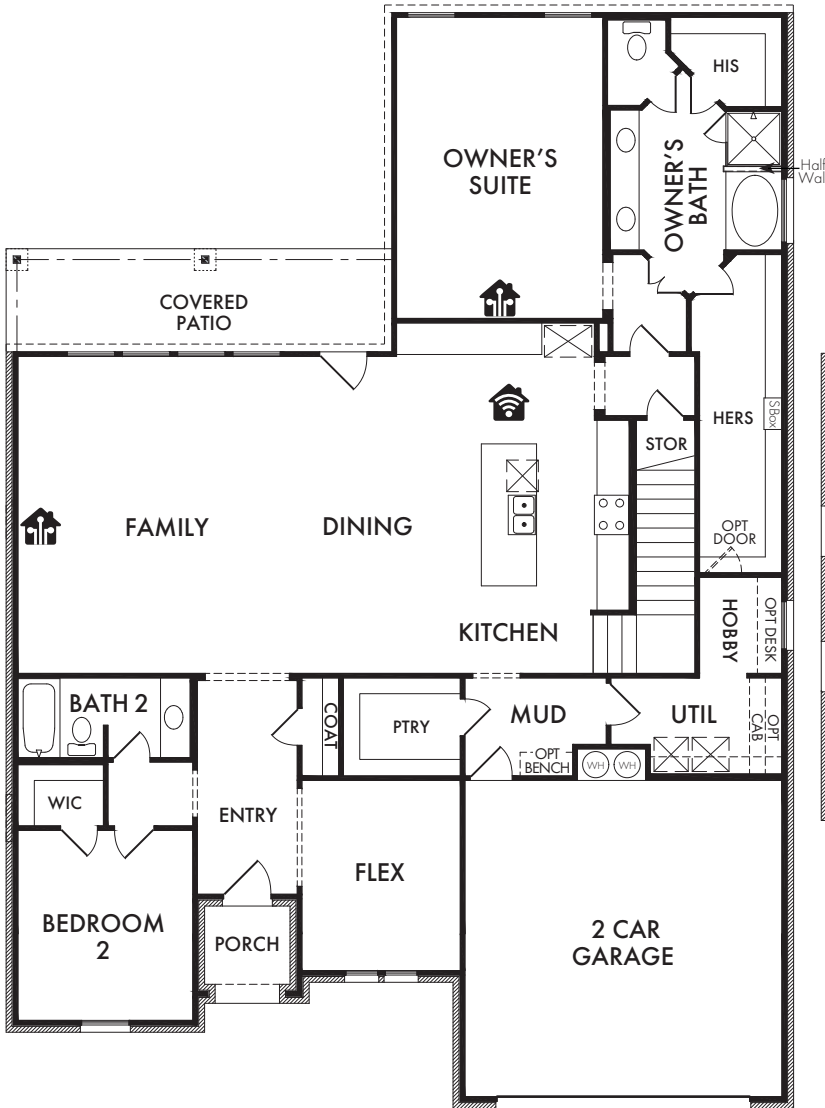 HIS
OWNER'S
SUITE
OWNER'S
BATH
Half
Wal
COVERED
PATIO
HERS
SBox
STOR
FAMILY
DINING
OPT
DOOR
KITCHEN
HOBBY
OPT DESK
BATH 2
COAT
PTRY
MUD
UTIL
OPT
CAB
OPT
BENCH
WH
WH
WIC
ENTRY
FLEX
BEDROOM
2
PORCH
2 CAR
GARAGE